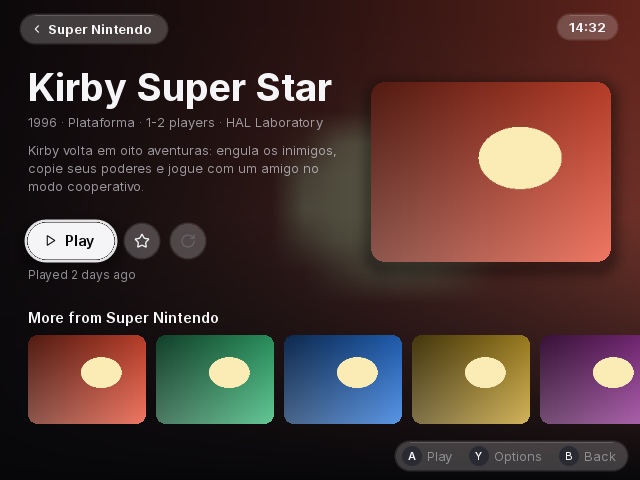 Super Nintendo
14:32
Kirby Super Star
1996 · Plataforma · 1-2 players · HAL Laboratory
Kirby volta em oito aventuras: engula os inimigos,
copie seus poderes e jogue com um amigo no
modo cooperativo.
Play
Played 2 days ago
More from Super Nintendo
A Play Y Options B Back